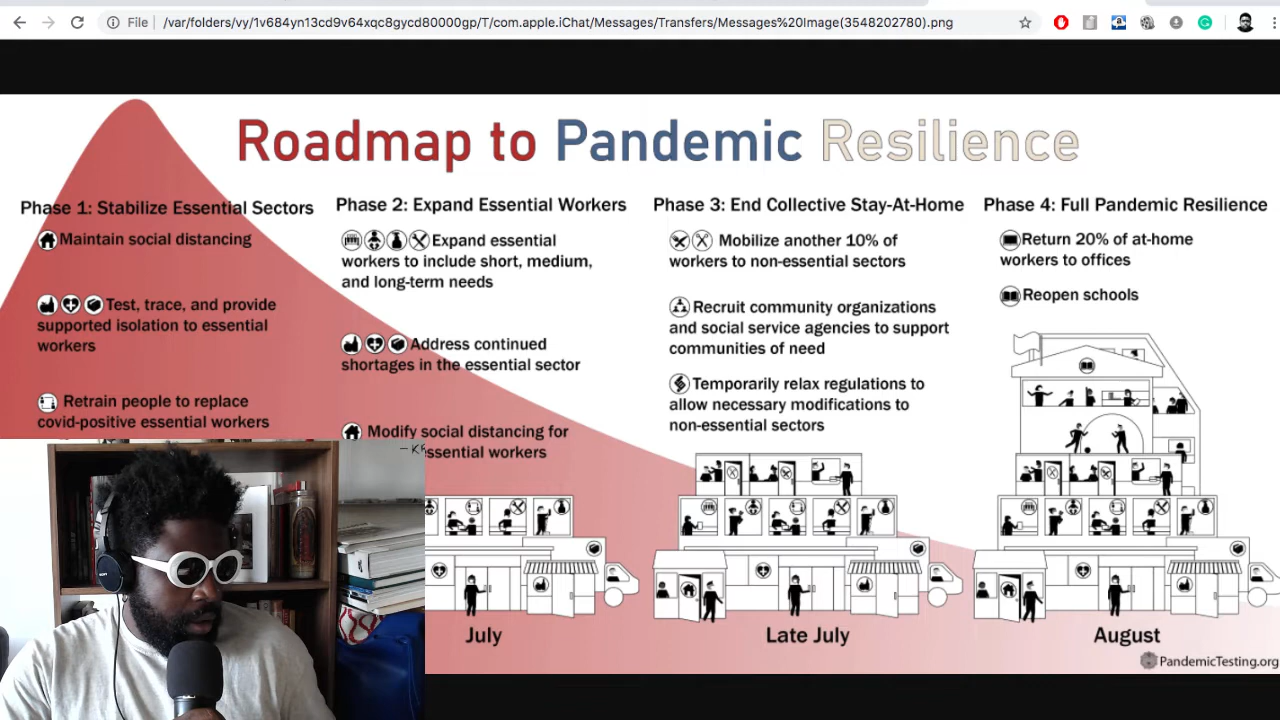 File
/var/folders/vy/1v684yn13cd9v64xqc8gycd80000gp/T/com.apple.iChat/Messages/Transfers/Messages%20Image(3548202780).png
Roadmap to Pandemic Resilience
Phase 1: Stabilize Essential Sectors
Maintain social distancing
Test, trace, and provide
supported isolation to essential
workers
Retrain people to replace
covid-positive essential workers
Phase 2: Expand Essential Workers
Expand essential
workers to include short, medium,
and long-term needs
Address continued
shortages in the essential sector
Modify social distancing for
essential workers
July
Phase 3: End Collective Stay-At-Home
Mobilize another 10% of
workers to non-essential sectors
Recruit community organizations
and social service agencies to support
communities of need
Temporarily relax regulations to
allow necessary modifications to
non-essential sectors
Late July
Phase 4: Full Pandemic Resilience
Return 20% of at-home
workers to offices
Reopen schools
August
PandemicTesting.org